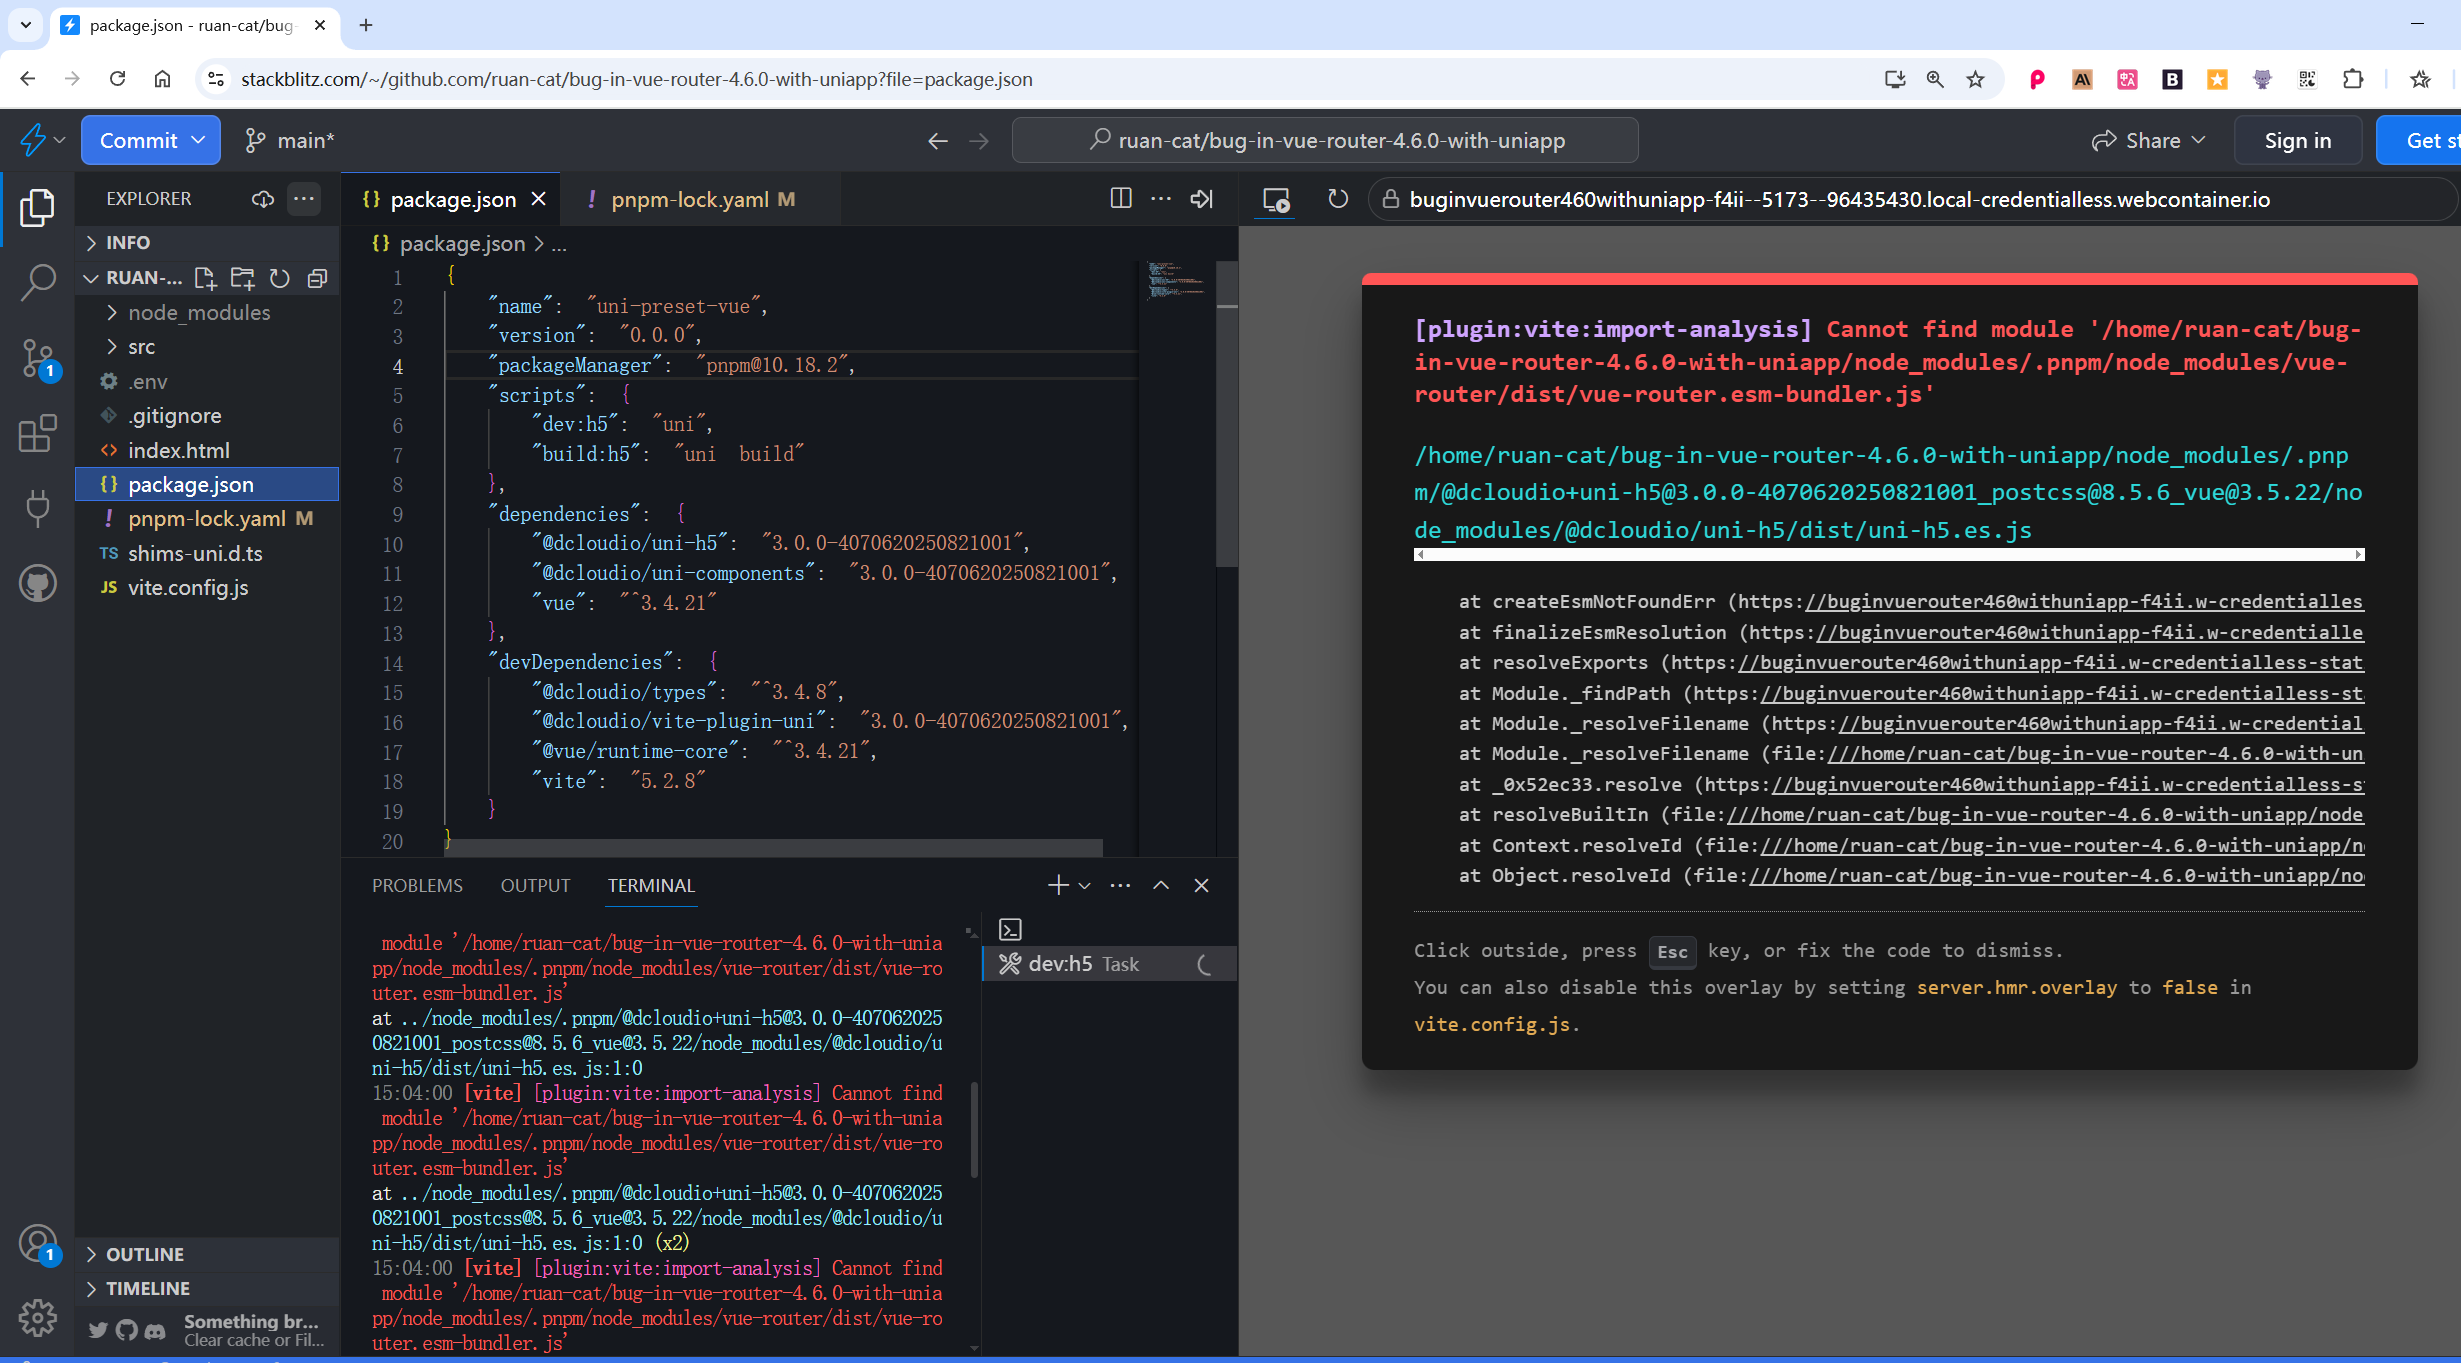 package.json - ruan-cat/bug-
stackblitz.com/~/github.com/ruan-cat/bug-in-vue-router-4.6.0-with-uniapp?file=package.json
Commit
main*
ruan-cat/bug-in-vue-router-4.6.0-with-uniapp
Share
Sign in
Get st
EXPLORER
INFO
RUAN-...
node_modules
src
.env
.gitignore
index.html
{} package.json
! pnpm-lock.yaml M
TS shims-uni.d.ts
JS vite.config.js
1
1
OUTLINE
TIMELINE
Something br...
Clear cache or Fil...
{} package.json
! pnpm-lock.yaml M
{} package.json > ...
1 {
2 "name": "uni-preset-vue",
3 "version": "0.0.0",
4 "packageManager": "pnpm@10.18.2",
5 "scripts": {
6 "dev:h5": "uni",
7 "build:h5": "uni build"
8 },
9 "dependencies": {
10 "@dcloudio/uni-h5": "3.0.0-4070620250821001",
11 "@dcloudio/uni-components": "3.0.0-4070620250821001",
12 "vue": "^3.4.21"
13 },
14 "devDependencies": {
15 "@dcloudio/types": "^3.4.8",
16 "@dcloudio/vite-plugin-uni": "3.0.0-4070620250821001",
17 "@vue/runtime-core": "^3.4.21",
18 "vite": "5.2.8"
19 }
20 }
PROBLEMS
OUTPUT
TERMINAL
module '/home/ruan-cat/bug-in-vue-router-4.6.0-with-unia
pp/node_modules/.pnpm/node_modules/vue-router/dist/vue-ro
uter.esm-bundler.js'
at ../node_modules/.pnpm/@dcloudio+uni-h5@3.0.0-407062025
0821001_postcss@8.5.6_vue@3.5.22/node_modules/@dcloudio/u
ni-h5/dist/uni-h5.es.js:1:0
15:04:00 [vite] [plugin:vite:import-analysis] Cannot find
module '/home/ruan-cat/bug-in-vue-router-4.6.0-with-unia
pp/node_modules/.pnpm/node_modules/vue-router/dist/vue-ro
uter.esm-bundler.js'
at ../node_modules/.pnpm/@dcloudio+uni-h5@3.0.0-407062025
0821001_postcss@8.5.6_vue@3.5.22/node_modules/@dcloudio/u
ni-h5/dist/uni-h5.es.js:1:0 (x2)
15:04:00 [vite] [plugin:vite:import-analysis] Cannot find
module '/home/ruan-cat/bug-in-vue-router-4.6.0-with-unia
pp/node_modules/.pnpm/node_modules/vue-router/dist/vue-ro
uter.esm-bundler.js'
dev:h5 Task
buginvuerouter460withuniapp-f4ii--5173--96435430.local-credentialless.webcontainer.io
[plugin:vite:import-analysis] Cannot find module '/home/ruan-cat/bug-
in-vue-router-4.6.0-with-uniapp/node_modules/.pnpm/node_modules/vue-
router/dist/vue-router.esm-bundler.js'
/home/ruan-cat/bug-in-vue-router-4.6.0-with-uniapp/node_modules/.pnp
m/@dcloudio+uni-h5@3.0.0-4070620250821001_postcss@8.5.6_vue@3.5.22/no
de_modules/@dcloudio/uni-h5/dist/uni-h5.es.js
at createEsmNotFoundErr (https://buginvuerouter460withuniapp-f4ii.w-credentialles
at finalizeEsmResolution (https://buginvuerouter460withuniapp-f4ii.w-credentialle
at resolveExports (https://buginvuerouter460withuniapp-f4ii.w-credentialless-stat
at Module._findPath (https://buginvuerouter460withuniapp-f4ii.w-credentialless-st
at Module._resolveFilename (https://buginvuerouter460withuniapp-f4ii.w-credential
at Module._resolveFilename (file:///home/ruan-cat/bug-in-vue-router-4.6.0-with-un
at _0x52ec33.resolve (https://buginvuerouter460withuniapp-f4ii.w-credentialless-s
at resolveBuiltIn (file:///home/ruan-cat/bug-in-vue-router-4.6.0-with-uniapp/node
at Context.resolveId (file:///home/ruan-cat/bug-in-vue-router-4.6.0-with-uniapp/n
at Object.resolveId (file:///home/ruan-cat/bug-in-vue-router-4.6.0-with-uniapp/no
Click outside, press Esc key, or fix the code to dismiss.
You can also disable this overlay by setting server.hmr.overlay to false in
vite.config.js.